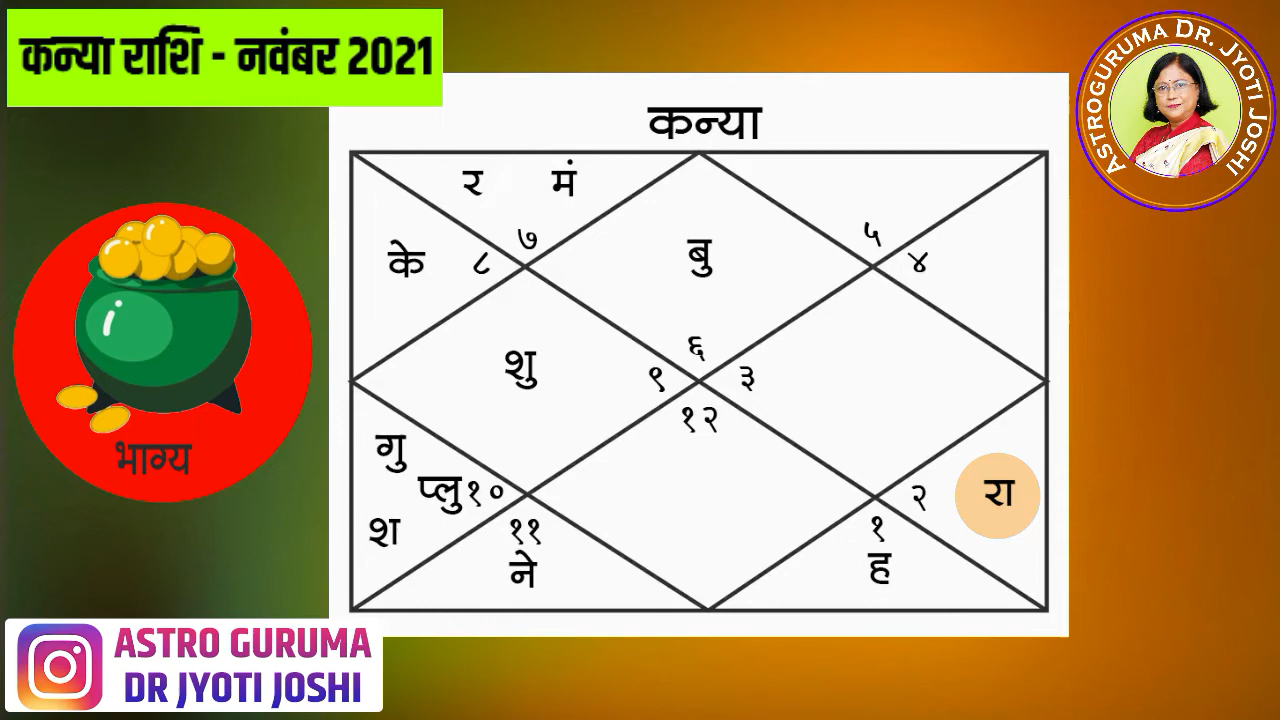 कन्या राशि - नवंबर 2021
ASTROGURUMA DR. JYOTI JOSHI
कन्या
र मं
के ८ ७ बु ५ ४
शु ९ ६ ३
१२
गु
प्लु १० २ रा
श ११ १
ने ह
भाग्य
ASTRO GURUMA
DR JYOTI JOSHI